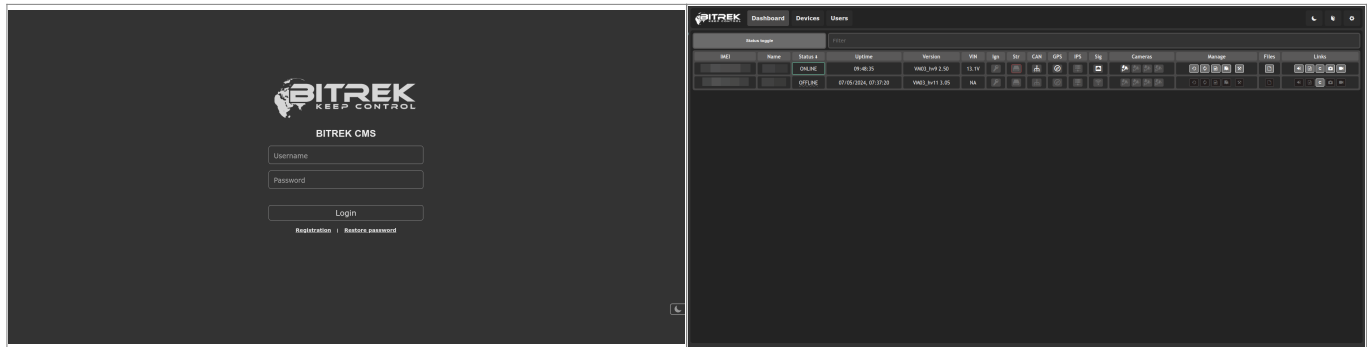 BITREK
KEEP CONTROL
BITREK CMS
Username
Password
Login
Registration | Restore password
BITREK
KEEP CONTROL
Dashboard Devices Users
Status toggle Filter
IMEI Name Status Uptime Version VIN Ign Str CAN GPS IPS Sig Cameras Manage Files Links
ONLINE 09:48:35 VM03_hv9 2.50 13.1V
OFFLINE 07/05/2024, 07:37:20 VM03_hv11 3.05 NA